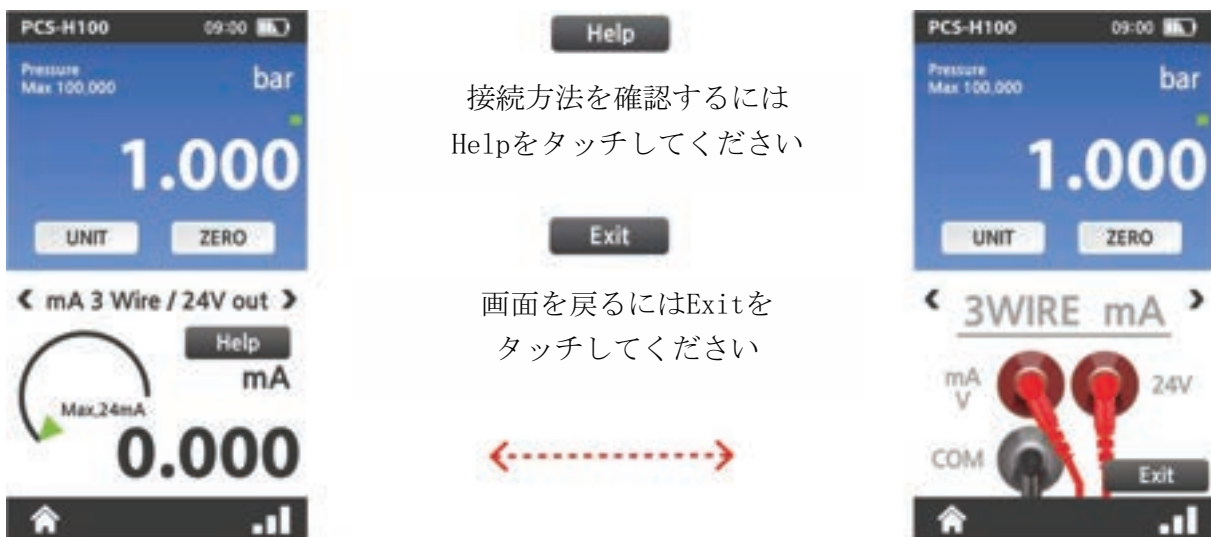 PCS-H100 09:00
Pressure
Max 100.000
bar
1.000
UNIT ZERO
mA 3 Wire / 24V out
Help
mA
Max.24mA
0.000
Help
接続方法を確認するには
Helpをタッチしてください
Exit
画面を戻るにはExitを
タッチしてください
PCS-H100 09:00
Pressure
Max 100.000
bar
1.000
UNIT ZERO
3WIRE mA
mA
V
24V
COM
Exit